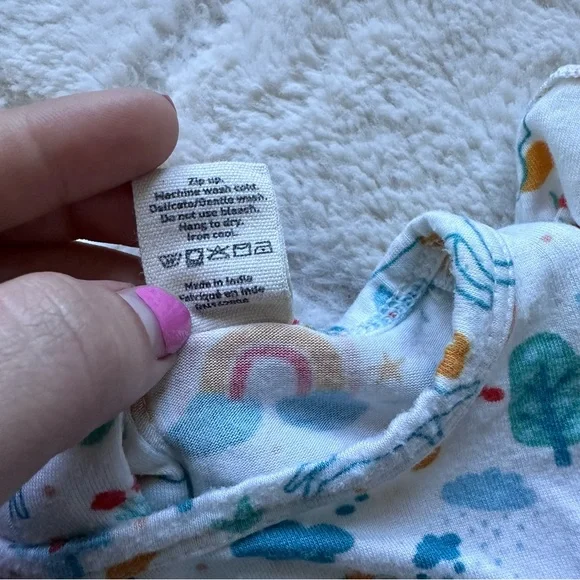 Zip up.
Machine wash cold.
Delicate/Gentle wash.
Do not use bleach.
Hang to dry.
Iron cool.
Made in India
Fabriqué en Inde